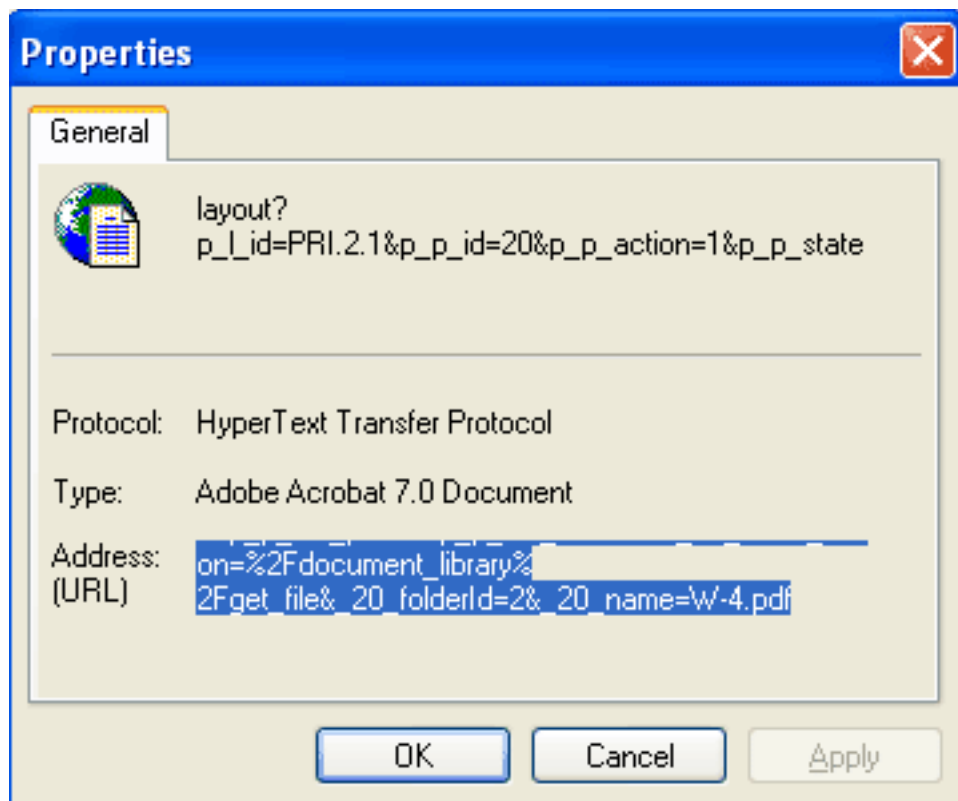 Properties
General
layout?
p_l_id=PRI.2.1&p_p_id=20&p_p_action=1&p_p_state
Protocol: HyperText Transfer Protocol
Type: Adobe Acrobat 7.0 Document
Address: on=%2Fdocument_library%
(URL) 2Fget_file&_20_folderId=2&_20_name=W-4.pdf
OK Cancel Apply